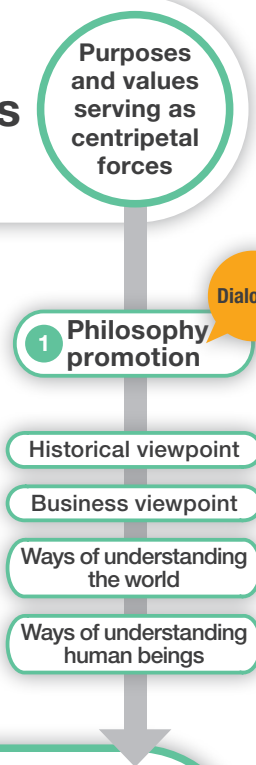 Purposes
and values
serving as
centripetal
forces
1 Philosophy
promotion
Historical viewpoint
Business viewpoint
Ways of understanding
the world
Ways of understanding
human beings